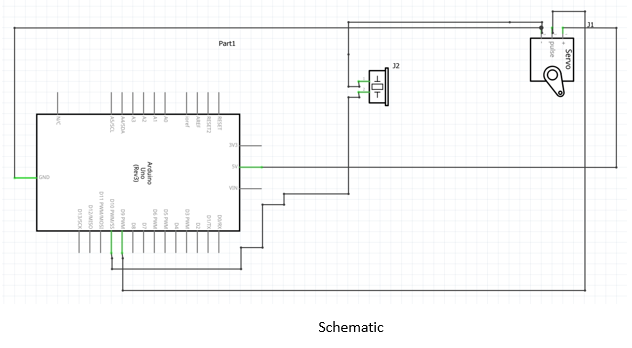 J1
Part1
- pulse +
Servo
J2
N/C
A5/SCL
A4/SDA
A3
A2
A1
A0
IOREF
AREF
RESET2
RESET
3V3
5V
VIN
GND
Arduino
Uno
(Rev3)
D13/SCK
D12/MISO
D11 PWM/MOSI
D10 PWM/SS
D9 PWM
D8
D7
D6 PWM
D5 PWM
D4
D3 PWM
D2
D1/TX
D0/RX
Schematic